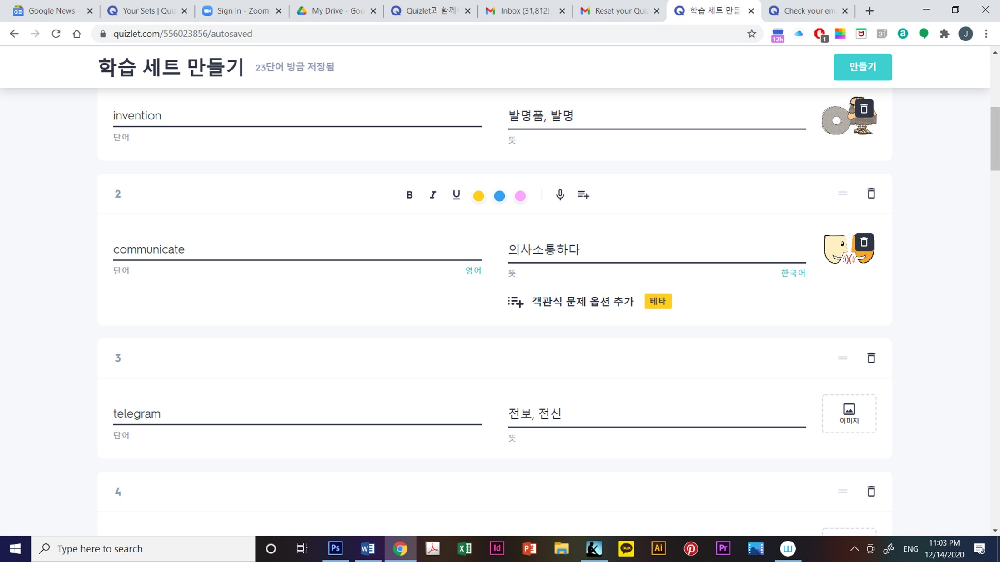 Google News -
Your Sets | Quiz
Sign In - Zoom
My Drive - Goo
Quizlet과 함께
Inbox (31,812)
Reset your Quiz
학습 세트 만들
Check your em
quizlet.com/556023856/autosaved
12h
1
31
J
학습 세트 만들기
23단어 방금 저장됨
만들기
invention
발명품, 발명
단어
뜻
2
B I U
communicate
의사소통하다
단어
영어
뜻
한국어
객관식 문제 옵션 추가
베타
3
telegram
전보, 전신
이미지
단어
뜻
4
Type here to search
Ps
W
X
Id
P
TALK
Ai
Pr
W
ENG
11:03 PM
12/14/2020